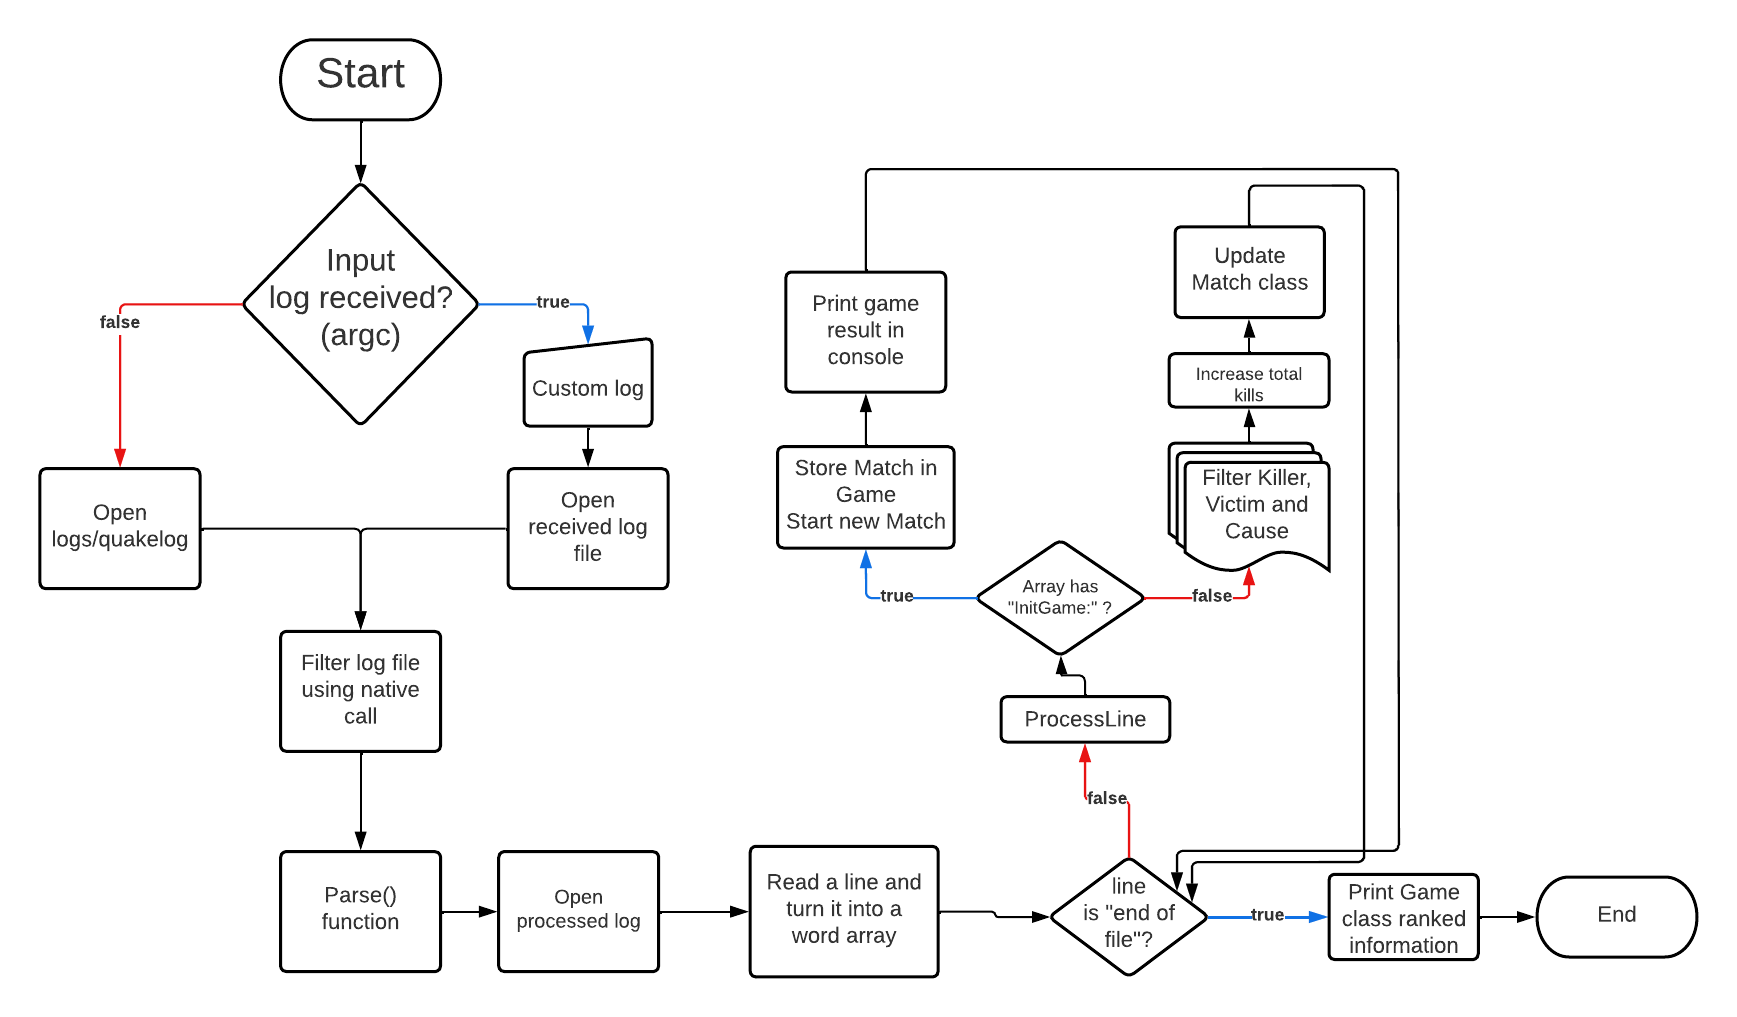 Start
Input
log received?
(argc)
false
true
Custom log
Open
logs/quakelog
Open
received log
file
Filter log file
using native
call
Parse()
function
Open
processed log
Read a line and
turn it into a
word array
line
is "end of
file"?
false
true
ProcessLine
Array has
"InitGame:" ?
true
false
Store Match in
Game
Start new Match
Print game
result in
console
Filter Killer,
Victim and
Cause
Increase total
kills
Update
Match class
Print Game
class ranked
information
End